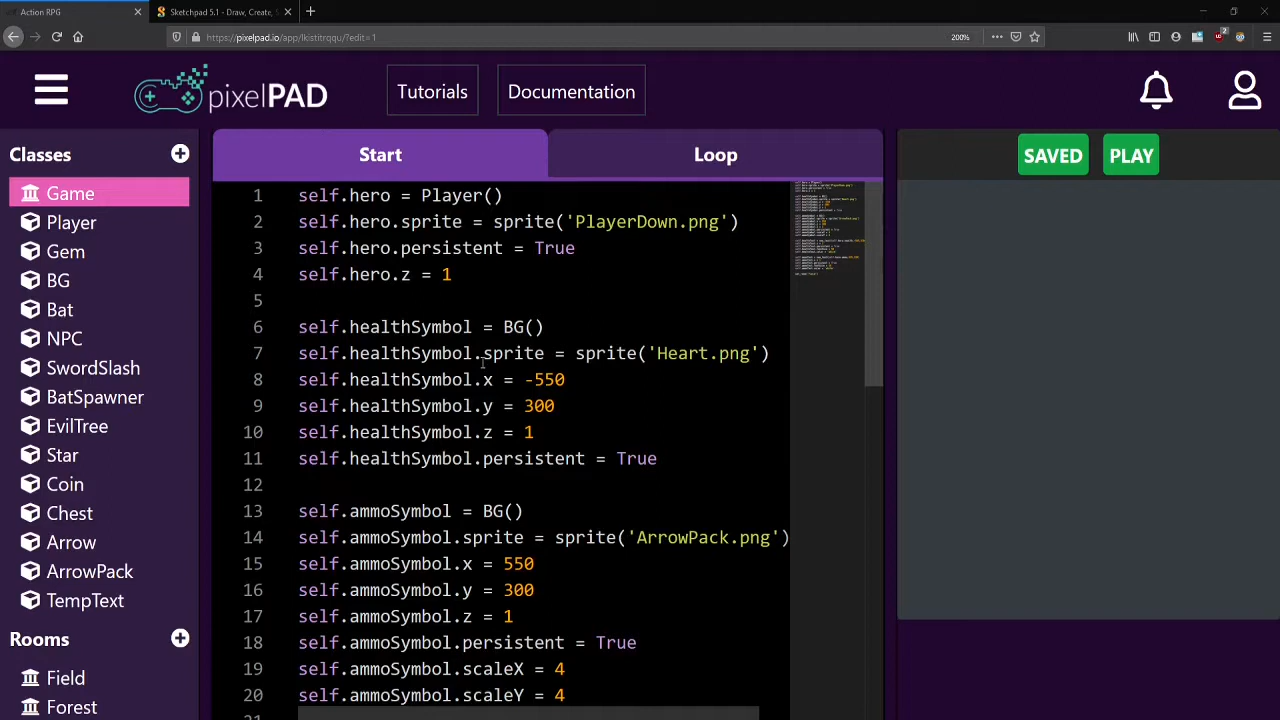 Action RPG
Sketchpad 5.1 - Draw, Create, S
https://pixelpad.io/app/lkistitrqqu/?edit=1
200%
2
pixelPAD
Tutorials
Documentation
Classes
Game
Player
Gem
BG
Bat
NPC
SwordSlash
BatSpawner
EvilTree
Star
Coin
Chest
Arrow
ArrowPack
TempText
Rooms
Field
Forest
Start
Loop
SAVED
PLAY
1 self.hero = Player()
2 self.hero.sprite = sprite('PlayerDown.png')
3 self.hero.persistent = True
4 self.hero.z = 1
5
6 self.healthSymbol = BG()
7 self.healthSymbol.sprite = sprite('Heart.png')
8 self.healthSymbol.x = -550
9 self.healthSymbol.y = 300
10 self.healthSymbol.z = 1
11 self.healthSymbol.persistent = True
12
13 self.ammoSymbol = BG()
14 self.ammoSymbol.sprite = sprite('ArrowPack.png')
15 self.ammoSymbol.x = 550
16 self.ammoSymbol.y = 300
17 self.ammoSymbol.z = 1
18 self.ammoSymbol.persistent = True
19 self.ammoSymbol.scaleX = 4
20 self.ammoSymbol.scaleY = 4